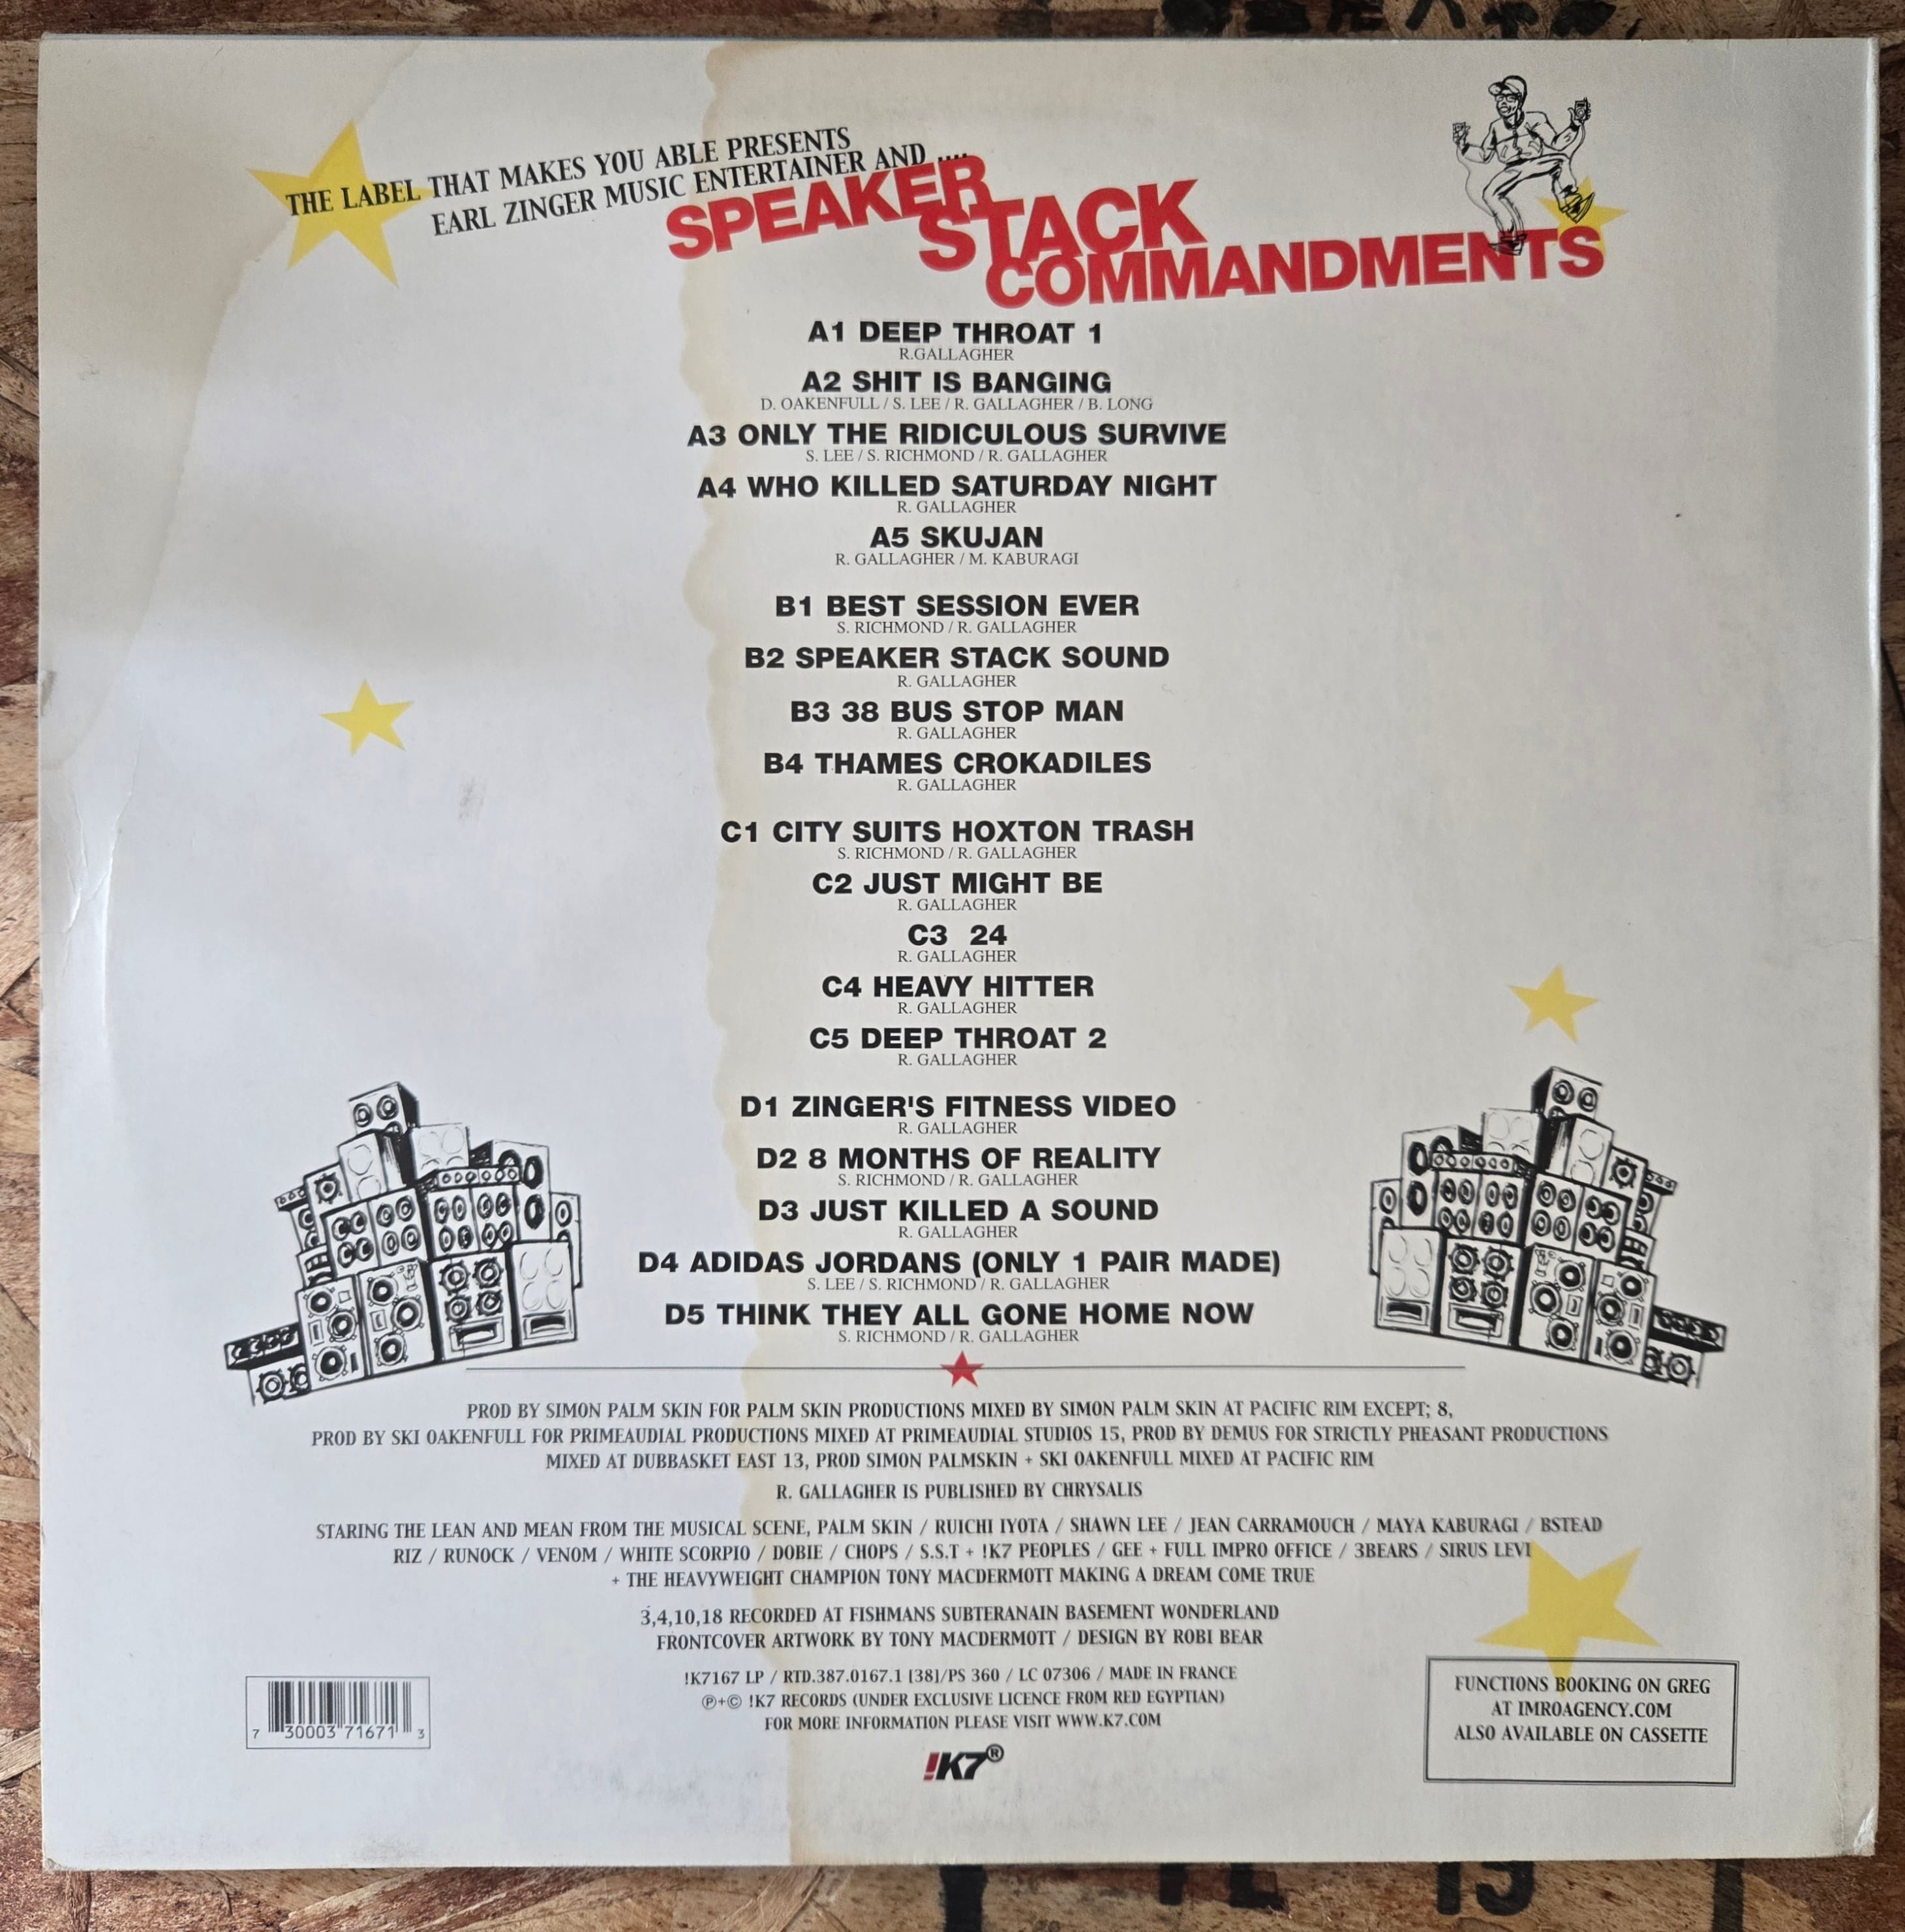 THE LABEL THAT MAKES YOU ABLE PRESENTS
EARL ZINGER MUSIC ENTERTAINER AND ....
SPEAKER
STACK
COMMANDMENTS
A1 DEEP THROAT 1
R.GALLAGHER
A2 SHIT IS BANGING
D. OAKENFULL / S. LEE / R. GALLAGHER / B. LONG
A3 ONLY THE RIDICULOUS SURVIVE
S. LEE / S. RICHMOND / R. GALLAGHER
A4 WHO KILLED SATURDAY NIGHT
R. GALLAGHER
A5 SKUJAN
R. GALLAGHER / M. KABURAGI
B1 BEST SESSION EVER
S. RICHMOND / R. GALLAGHER
B2 SPEAKER STACK SOUND
R. GALLAGHER
B3 38 BUS STOP MAN
R. GALLAGHER
B4 THAMES CROKADILES
R. GALLAGHER
C1 CITY SUITS HOXTON TRASH
S. RICHMOND / R. GALLAGHER
C2 JUST MIGHT BE
R. GALLAGHER
C3 24
R. GALLAGHER
C4 HEAVY HITTER
R. GALLAGHER
C5 DEEP THROAT 2
R. GALLAGHER
D1 ZINGER'S FITNESS VIDEO
R. GALLAGHER
D2 8 MONTHS OF REALITY
S. RICHMOND / R. GALLAGHER
D3 JUST KILLED A SOUND
R. GALLAGHER
D4 ADIDAS JORDANS (ONLY 1 PAIR MADE)
S. LEE / S. RICHMOND / R. GALLAGHER
D5 THINK THEY ALL GONE HOME NOW
S. RICHMOND / R. GALLAGHER
PROD BY SIMON PALM SKIN FOR PALM SKIN PRODUCTIONS MIXED BY SIMON PALM SKIN AT PACIFIC RIM EXCEPT; 8,
PROD BY SKI OAKENFULL FOR PRIMEAUDIAL PRODUCTIONS MIXED AT PRIMEAUDIAL STUDIOS 15, PROD BY DEMUS FOR STRICTLY PHEASANT PRODUCTIONS
MIXED AT DUBBASKET EAST 13, PROD SIMON PALMSKIN + SKI OAKENFULL MIXED AT PACIFIC RIM
R. GALLAGHER IS PUBLISHED BY CHRYSALIS
STARING THE LEAN AND MEAN FROM THE MUSICAL SCENE, PALM SKIN / RUICHI IYOTA / SHAWN LEE / JEAN CARRAMOUCH / MAYA KABURAGI / BSTEAD
RIZ / RUNOCK / VENOM / WHITE SCORPIO / DOBIE / CHOPS / S.S.T + !K7 PEOPLES / GEE + FULL IMPRO OFFICE / 3BEARS / SIRUS LEVI
+ THE HEAVYWEIGHT CHAMPION TONY MACDERMOTT MAKING A DREAM COME TRUE
3,4,10,18 RECORDED AT FISHMANS SUBTERANAIN BASEMENT WONDERLAND
FRONTCOVER ARTWORK BY TONY MACDERMOTT / DESIGN BY ROBI BEAR
!K7167 LP / RTD.387.0167.1 [38]/PS 360 / LC 07306 / MADE IN FRANCE
℗+© !K7 RECORDS (UNDER EXCLUSIVE LICENCE FROM RED EGYPTIAN)
FOR MORE INFORMATION PLEASE VISIT WWW.K7.COM
!K7®
7 30003 71671 3
FUNCTIONS BOOKING ON GREG
AT IMROAGENCY.COM
ALSO AVAILABLE ON CASSETTE